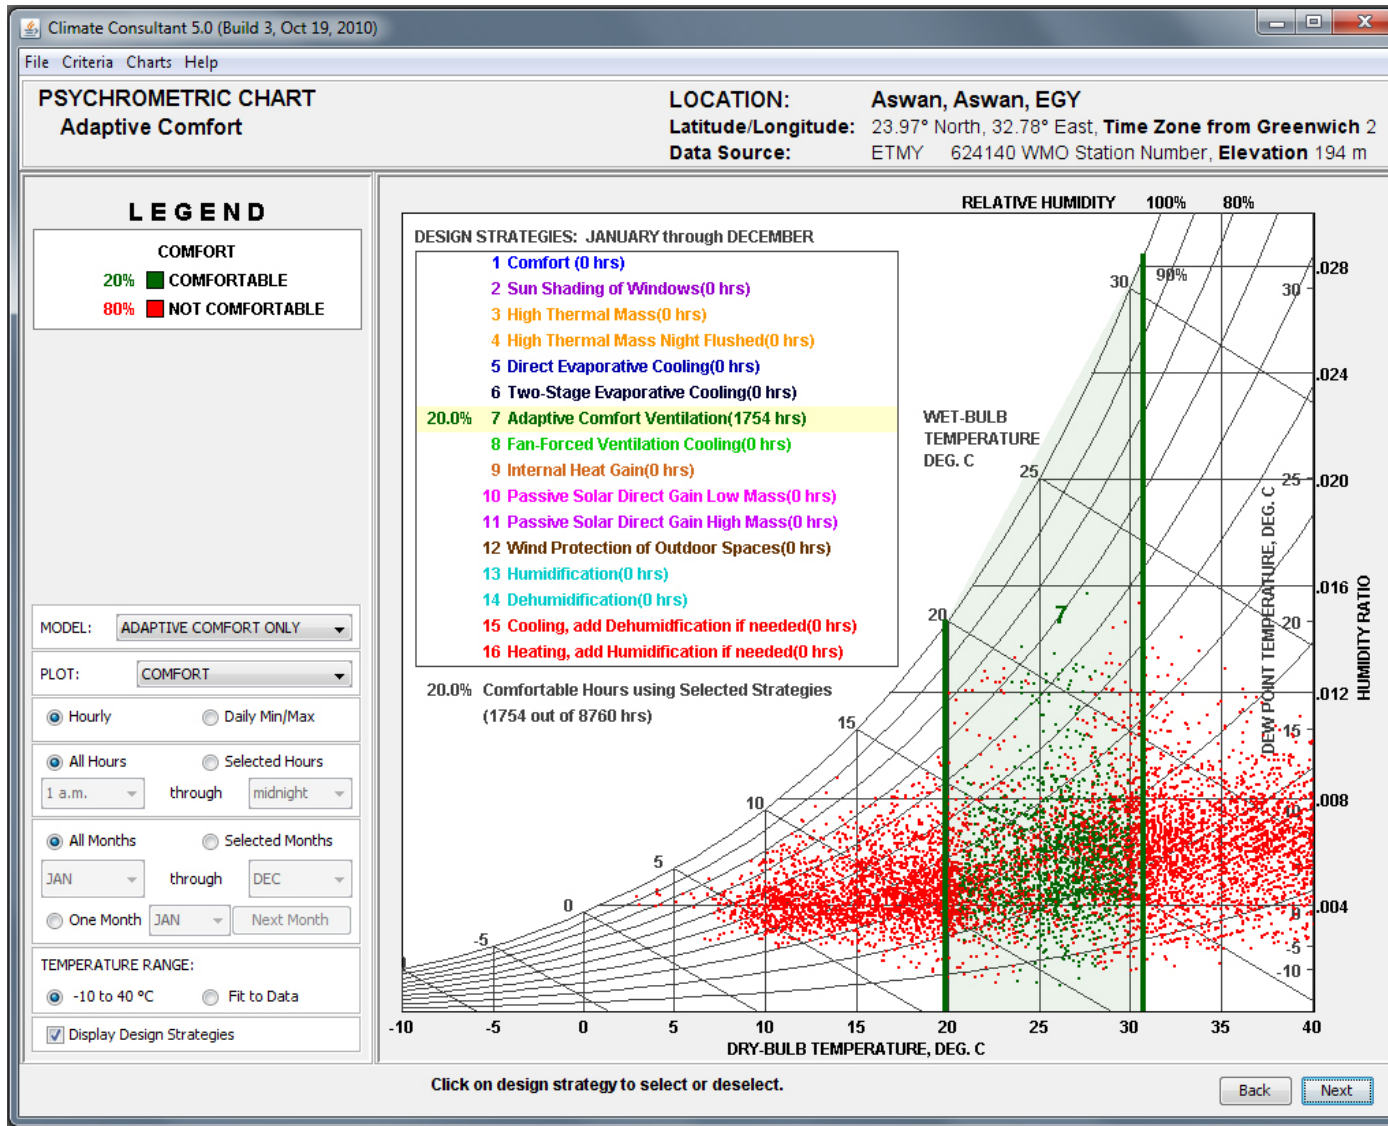 Climate Consultant 5.0 (Build 3, Oct 19, 2010)
File Criteria Charts Help
PSYCHROMETRIC CHART
Adaptive Comfort
LOCATION: Aswan, Aswan, EGY
Latitude/Longitude: 23.97° North, 32.78° East, Time Zone from Greenwich 2
Data Source: ETMY 624140 WMO Station Number, Elevation 194 m
LEGEND
COMFORT
20% COMFORTABLE
80% NOT COMFORTABLE
MODEL: ADAPTIVE COMFORT ONLY
PLOT: COMFORT
Hourly Daily Min/Max
All Hours Selected Hours
1 a.m. through midnight
All Months Selected Months
JAN through DEC
One Month JAN Next Month
TEMPERATURE RANGE:
-10 to 40 °C Fit to Data
Display Design Strategies
RELATIVE HUMIDITY 100% 80%
90%
DESIGN STRATEGIES: JANUARY through DECEMBER
1 Comfort (0 hrs)
2 Sun Shading of Windows(0 hrs)
3 High Thermal Mass(0 hrs)
4 High Thermal Mass Night Flushed(0 hrs)
5 Direct Evaporative Cooling(0 hrs)
6 Two-Stage Evaporative Cooling(0 hrs)
20.0% 7 Adaptive Comfort Ventilation(1754 hrs)
8 Fan-Forced Ventilation Cooling(0 hrs)
9 Internal Heat Gain(0 hrs)
10 Passive Solar Direct Gain Low Mass(0 hrs)
11 Passive Solar Direct Gain High Mass(0 hrs)
12 Wind Protection of Outdoor Spaces(0 hrs)
13 Humidification(0 hrs)
14 Dehumidification(0 hrs)
15 Cooling, add Dehumidfication if needed(0 hrs)
16 Heating, add Humidification if needed(0 hrs)
20.0% Comfortable Hours using Selected Strategies
(1754 out of 8760 hrs)
WET-BULB
TEMPERATURE
DEG. C
30
25
20
15
10
5
0
-5
7
DEW POINT TEMPERATURE, DEG. C
30
25
20
15
10
-5
-10
HUMIDITY RATIO
.028
.024
.020
.016
.012
.008
.004
-10 -5 0 5 10 15 20 25 30 35 40
DRY-BULB TEMPERATURE, DEG. C
Click on design strategy to select or deselect.
Back Next